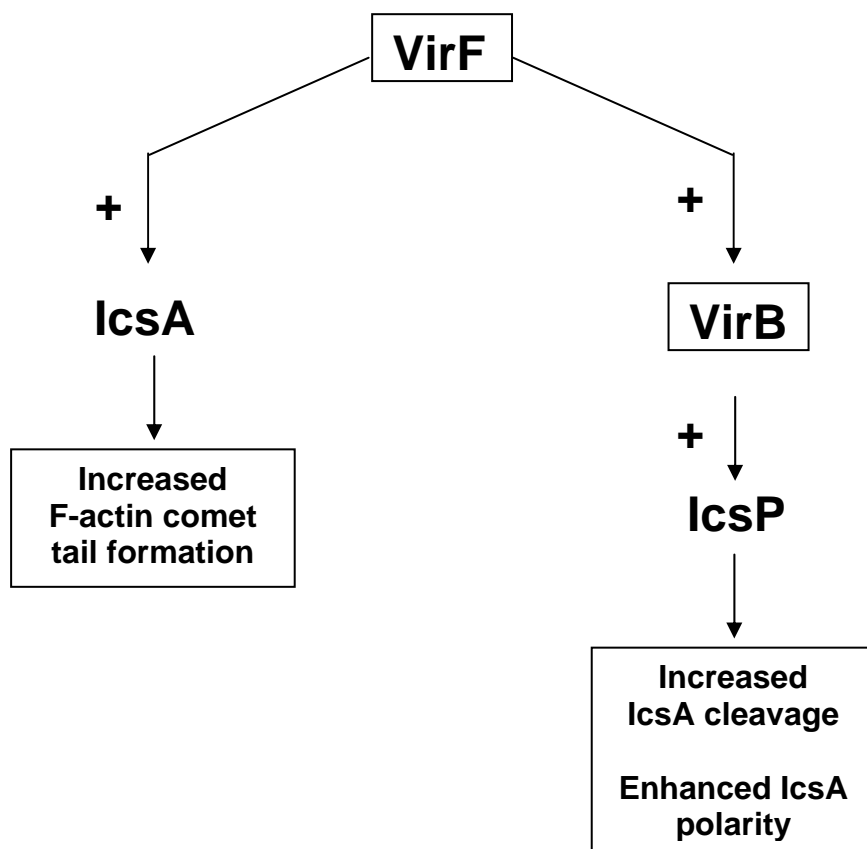 VirF
+
+
IcsA
VirB
+
Increased
F-actin comet
tail formation
IcsP
Increased
IcsA cleavage
Enhanced IcsA
polarity